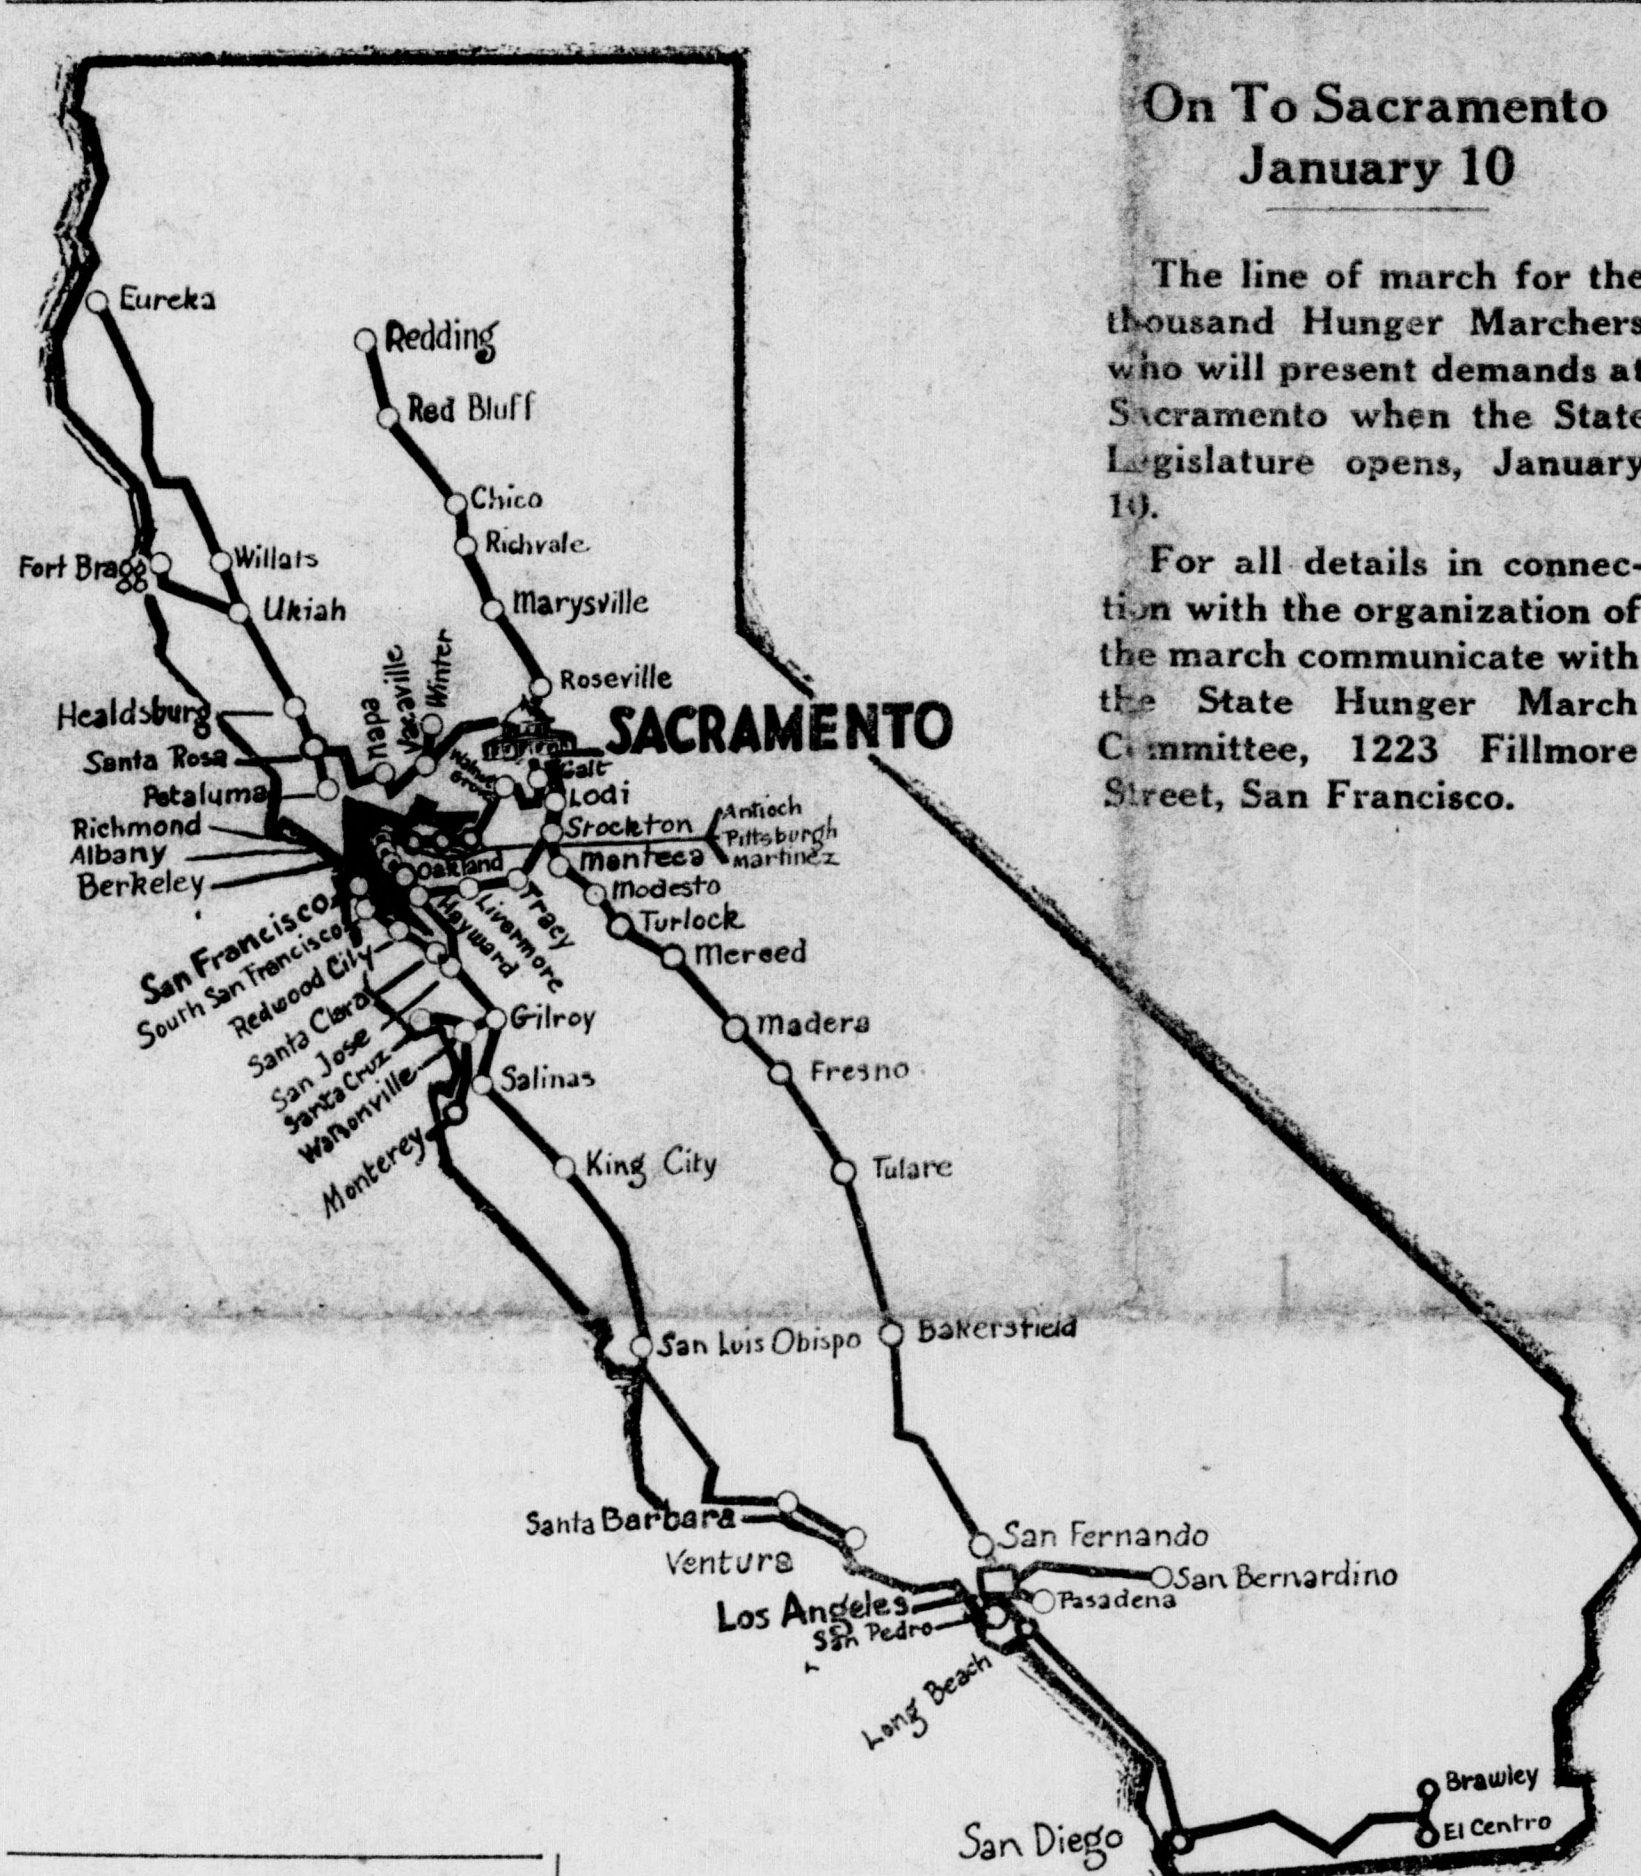 On To Sacramento
January 10
The line of march for the
thousand Hunger Marchers
who will present demands at
Sacramento when the State
Legislature opens, January
10.
For all details in connec-
tion with the organization of
the march communicate with
the State Hunger March
Committee, 1223 Fillmore
Street, San Francisco.
Eureka
Redding
Red Bluff
Chico
Richvale
Fort Bragg
Willats
Ukiah
Marysville
Roseville
Winter
Vacaville
Healdsburg
SACRAMENTO
Santa Rosa
Galt
Petaluma
Lodi
Richmond
Stockton
Antioch
Pittsburgh
Martinez
Albany
Oakland
Manteca
Berkeley
Modesto
Turlock
Tracy
Livermore
Hayward
Merced
San Francisco
South San Francisco
Redwood City
Santa Clara
San Jose
Santa Cruz
Watsonville
Monterey
Gilroy
Madera
Salinas
Fresno
King City
Tulare
San Luis Obispo
Bakersfield
Santa Barbara
Ventura
San Fernando
San Bernardino
Pasadena
Los Angeles
San Pedro
Long Beach
San Diego
Brawley
El Centro